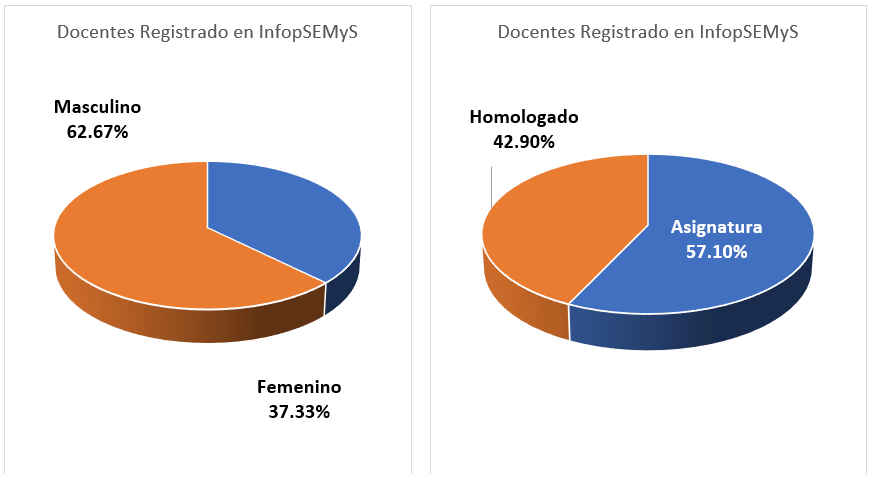 Docentes Registrado en InfopSEMyS
Masculino
62.67%
Femenino
37.33%
Docentes Registrado en InfopSEMyS
Homologado
42.90%
Asignatura
57.10%